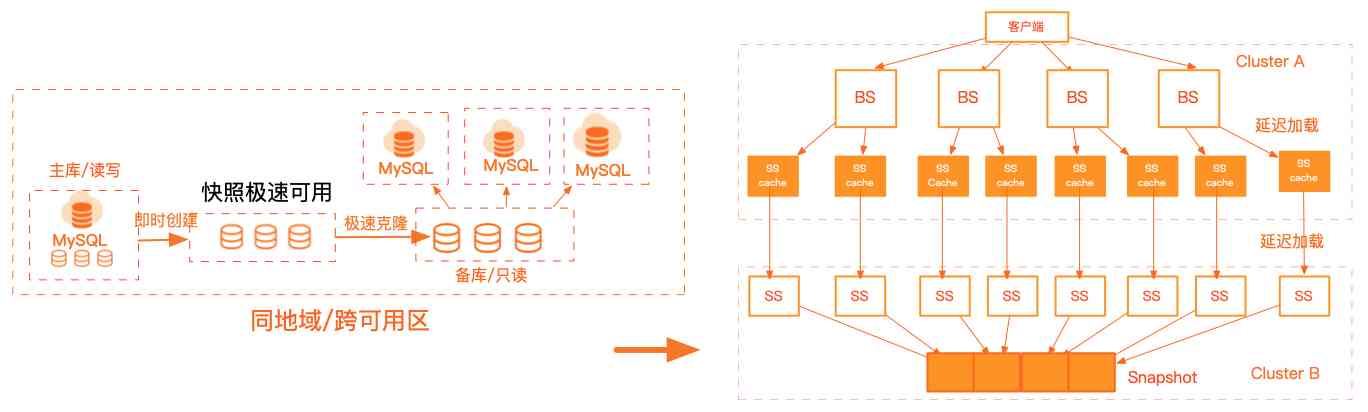 主库/读写
MySQL
即时创建
快照极速可用
极速克隆
MySQL
MySQL
MySQL
备库/只读
同地域/跨可用区
客户端
Cluster A
BS
BS
BS
BS
延迟加载
SS
cache
SS
cache
SS
Cache
SS
cache
SS
cache
SS
cache
SS
cache
SS
cache
延迟加载
SS
SS
SS
SS
SS
SS
SS
SS
Snapshot
Cluster B